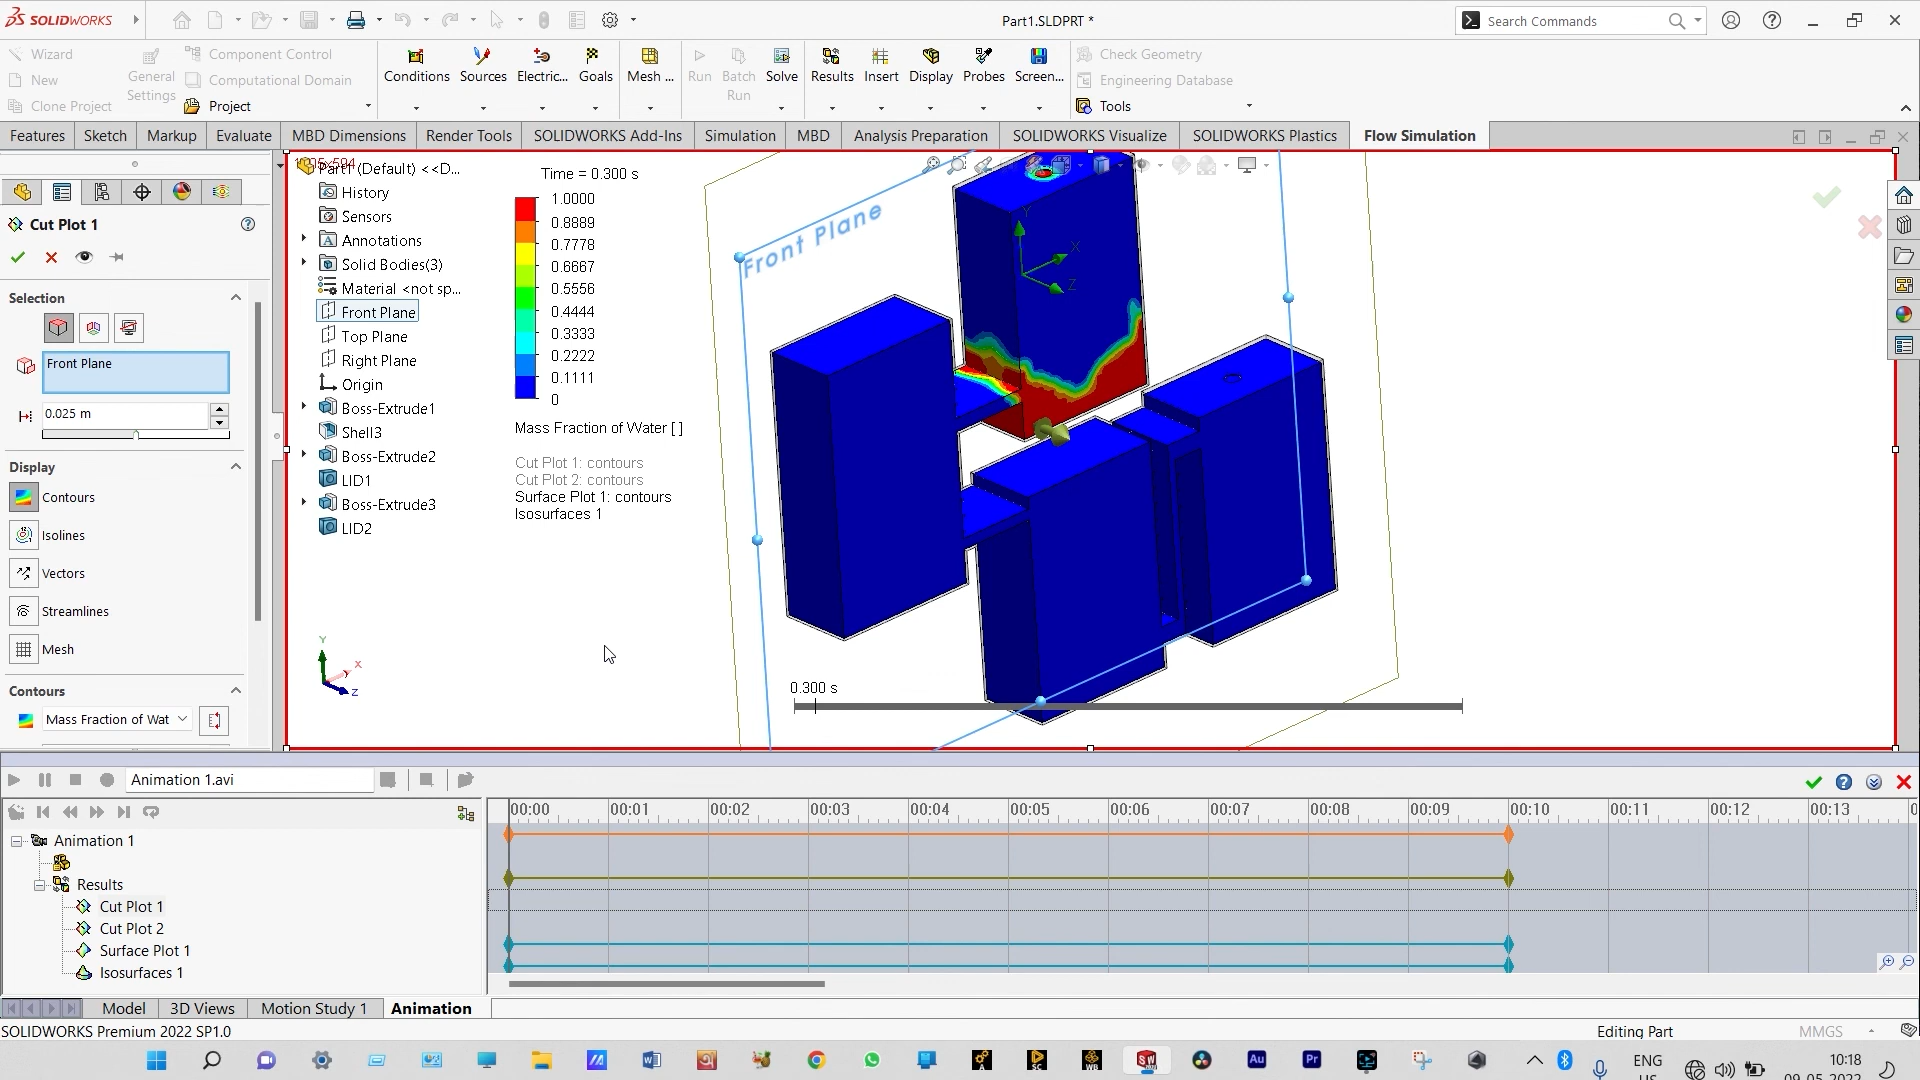 SOLIDWORKS
Part1.SLDPRT *
Search Commands
Wizard
New
Clone Project
General
Settings
Component Control
Computational Domain
Project
Conditions
Sources
Electric...
Goals
Mesh ...
Run
Batch
Run
Solve
Results
Insert
Display
Probes
Screen...
Check Geometry
Engineering Database
Tools
Features
Sketch
Markup
Evaluate
MBD Dimensions
Render Tools
SOLIDWORKS Add-Ins
Simulation
MBD
Analysis Preparation
SOLIDWORKS Visualize
SOLIDWORKS Plastics
Flow Simulation
Cut Plot 1
Selection
Front Plane
0.025 m
Display
Contours
Isolines
Vectors
Streamlines
Mesh
Contours
Mass Fraction of Wat
Part1 (Default) <<D...
History
Sensors
Annotations
Solid Bodies(3)
Material <not sp...
Front Plane
Top Plane
Right Plane
Origin
Boss-Extrude1
Shell3
Boss-Extrude2
LID1
Boss-Extrude3
LID2
Time = 0.300 s
1.0000
0.8889
0.7778
0.6667
0.5556
0.4444
0.3333
0.2222
0.1111
0
Mass Fraction of Water [ ]
Cut Plot 1: contours
Cut Plot 2: contours
Surface Plot 1: contours
Isosurfaces 1
Front Plane
Y
X
Z
Y
X
Z
0.300 s
Animation 1.avi
00:00
00:01
00:02
00:03
00:04
00:05
00:06
00:07
00:08
00:09
00:10
00:11
00:12
00:13
Animation 1
Results
Cut Plot 1
Cut Plot 2
Surface Plot 1
Isosurfaces 1
Model
3D Views
Motion Study 1
Animation
SOLIDWORKS Premium 2022 SP1.0
Editing Part
MMGS
ENG
10:18
09-05-2022